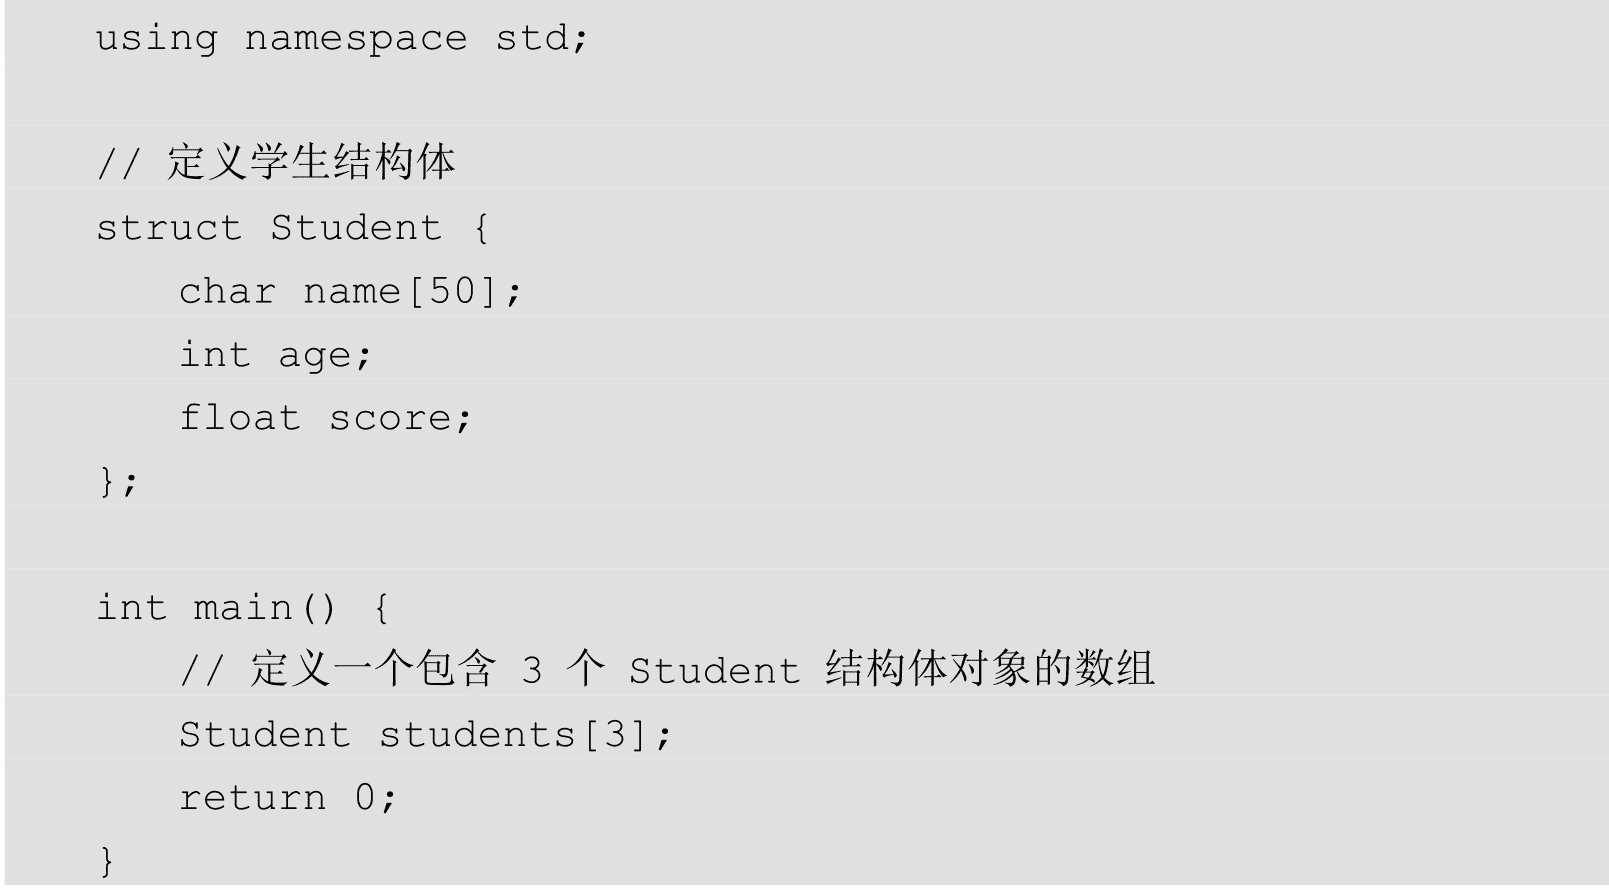 using namespace std;
// 定义学生结构体
struct Student {
char name[50];
int age;
float score;
};
int main() {
// 定义一个包含 3 个 Student 结构体对象的数组
Student students[3];
return 0;
}